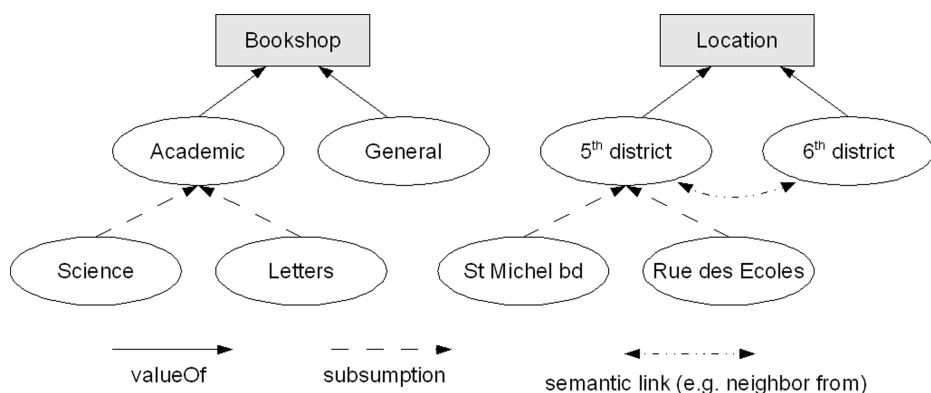 Bookshop
Location
Academic
General
5th district
6th district
Science
Letters
St Michel bd
Rue des Ecoles
valueOf
subsumption
semantic link (e.g. neighbor from)